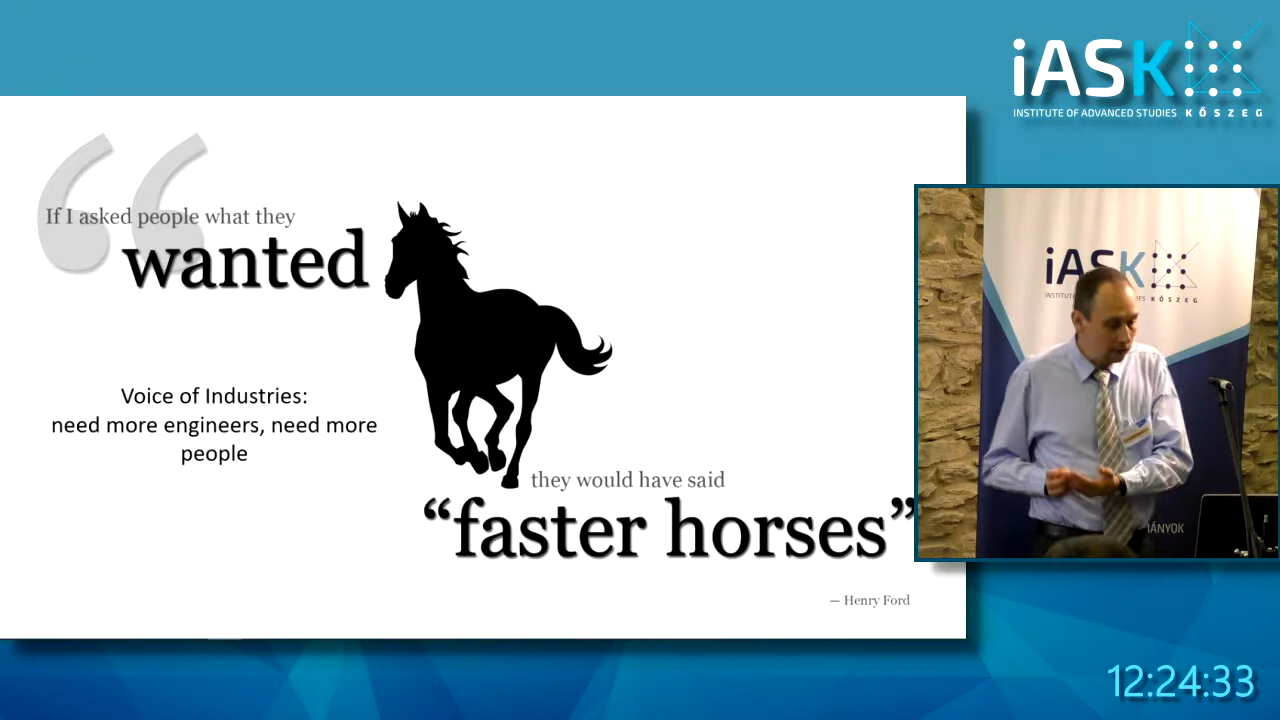 iASK
INSTITUTE OF ADVANCED STUDIES KŐSZEG
If I asked people what they
wanted
Voice of Industries:
need more engineers, need more
people
they would have said
“faster horses”
— Henry Ford
iASK
KŐSZEG
IÁNYOK
12:24:33